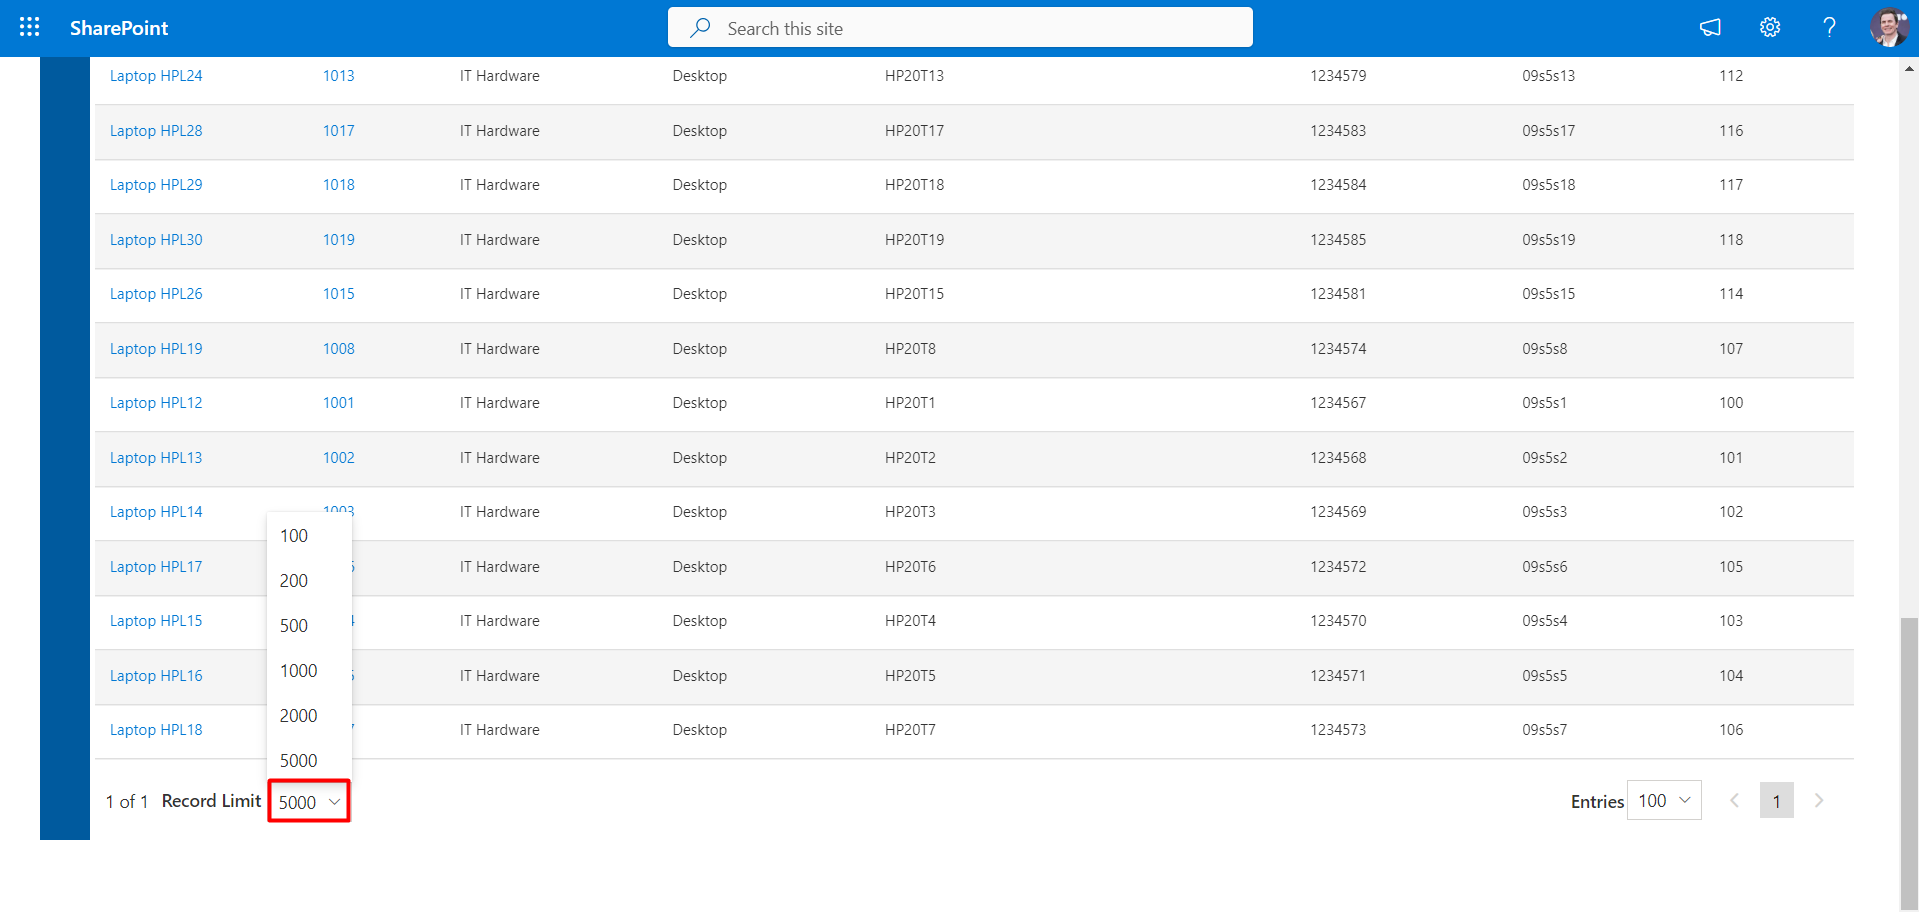 SharePoint
Search this site
Laptop HPL24 1013 IT Hardware Desktop HP20T13 1234579 09s5s13 112
Laptop HPL28 1017 IT Hardware Desktop HP20T17 1234583 09s5s17 116
Laptop HPL29 1018 IT Hardware Desktop HP20T18 1234584 09s5s18 117
Laptop HPL30 1019 IT Hardware Desktop HP20T19 1234585 09s5s19 118
Laptop HPL26 1015 IT Hardware Desktop HP20T15 1234581 09s5s15 114
Laptop HPL19 1008 IT Hardware Desktop HP20T8 1234574 09s5s8 107
Laptop HPL12 1001 IT Hardware Desktop HP20T1 1234567 09s5s1 100
Laptop HPL13 1002 IT Hardware Desktop HP20T2 1234568 09s5s2 101
Laptop HPL14 1003 IT Hardware Desktop HP20T3 1234569 09s5s3 102
Laptop HPL17 IT Hardware Desktop HP20T6 1234572 09s5s6 105
Laptop HPL15 IT Hardware Desktop HP20T4 1234570 09s5s4 103
Laptop HPL16 IT Hardware Desktop HP20T5 1234571 09s5s5 104
Laptop HPL18 IT Hardware Desktop HP20T7 1234573 09s5s7 106
100
200
500
1000
2000
5000
1 of 1 Record Limit 5000
Entries 100 1